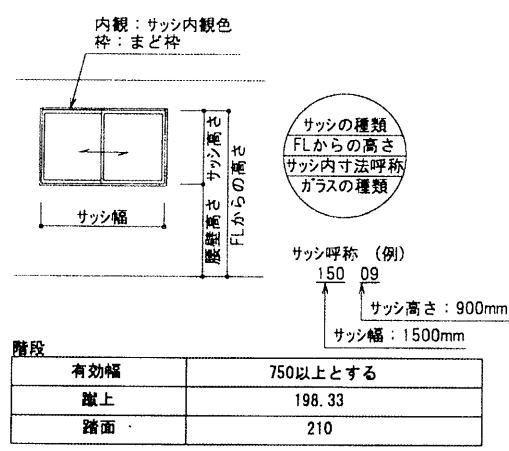 内観：サッシ内観色
枠：まど枠
サッシ高さ
腰壁高さ
FLからの高さ
サッシ幅
サッシの種類
FLからの高さ
サッシ内寸法呼称
ガラスの種類
サッシ呼称 (例)
150 09
サッシ高さ：900mm
サッシ幅：1500mm
階段
有効幅 750以上とする
蹴上 198.33
踏面 210